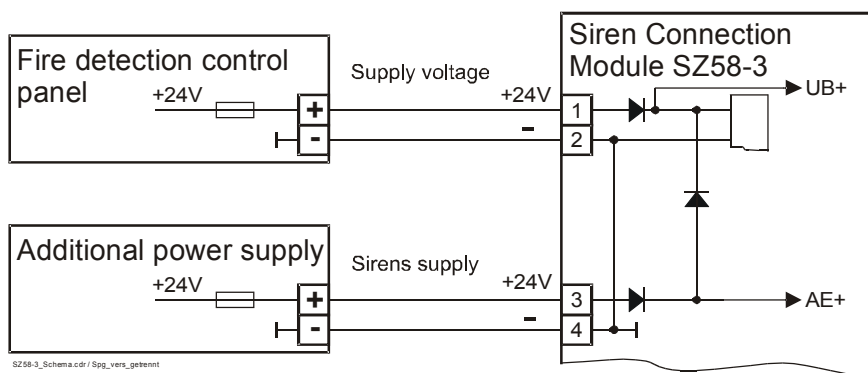 Fire detection control
panel
+24V
+
-
Supply voltage
+24V
-
Siren Connection
Module SZ58-3
1
2
UB+
Additional power supply
+24V
+
-
Sirens supply
+24V
-
3
4
AE+
SZ58-3_Schema.cdr / Spg_vers_getrennt